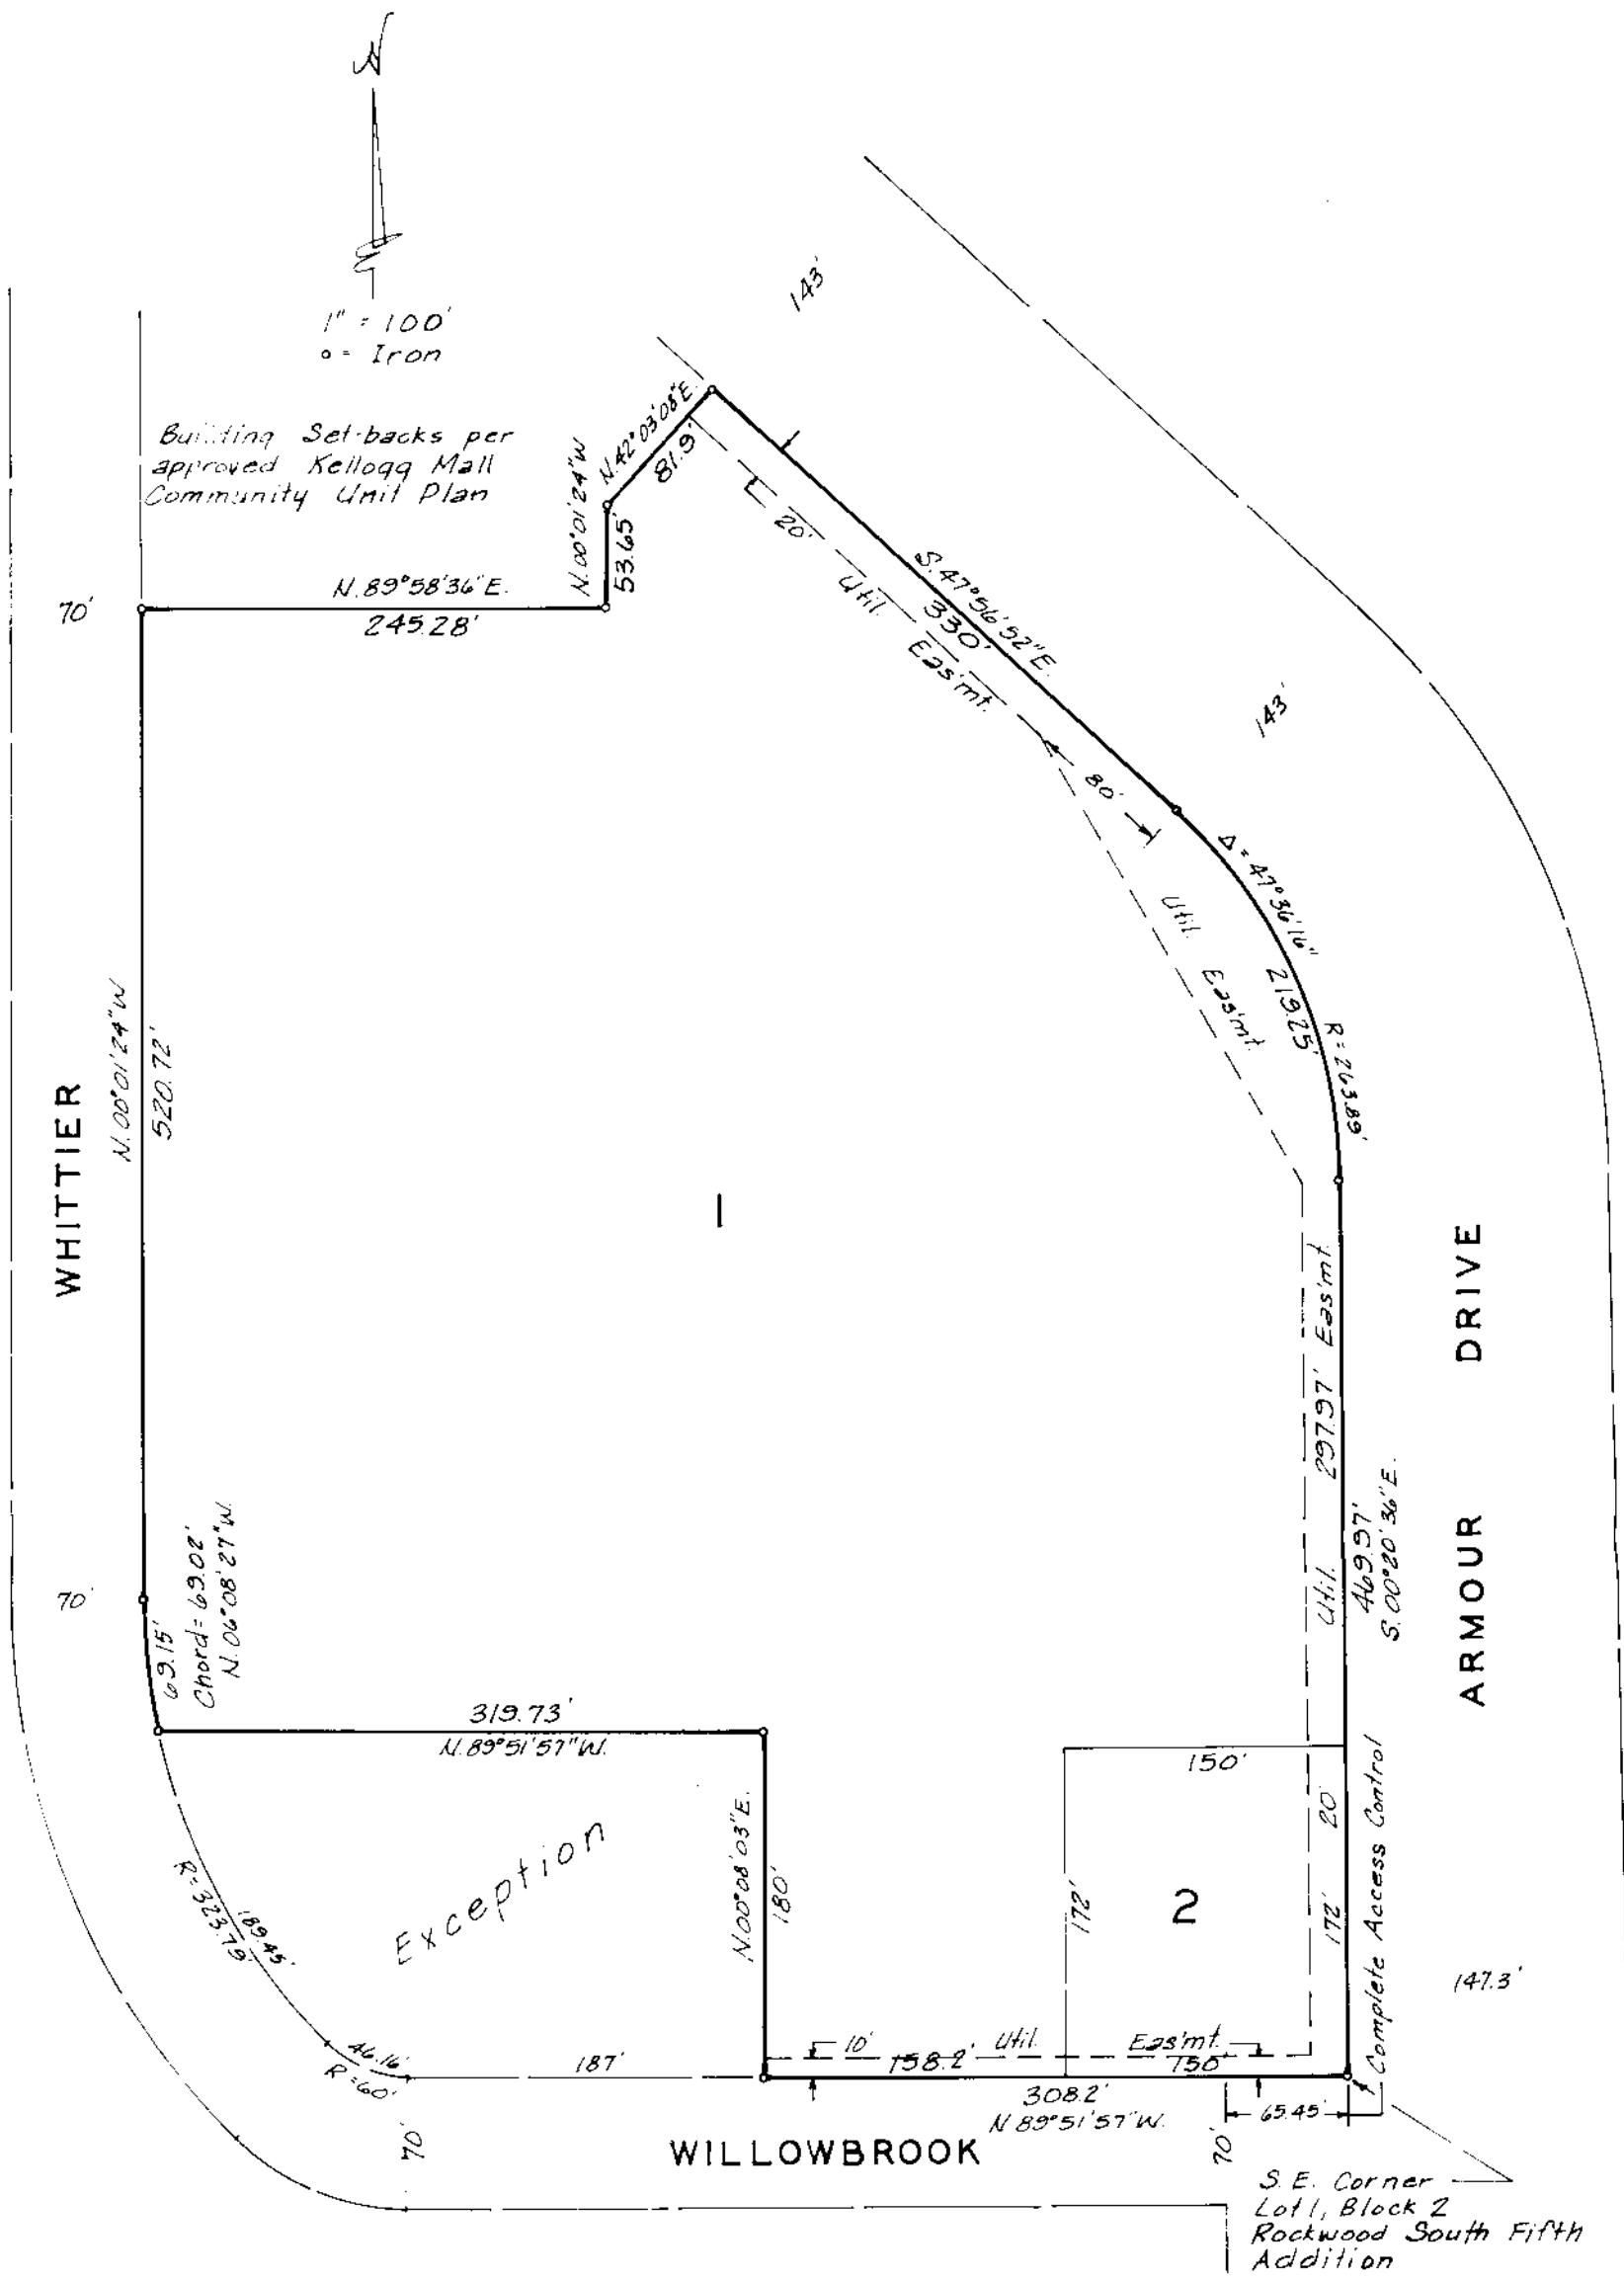 N
1" = 100'
o = Iron
143'
Building Set-backs per
approved Kellogg Mall
Community Unit Plan
N.42°03'08"E.
81.9'
N.00°01'24"W
53.65'
N.89°58'36"E.
245.28'
70'
20'
Util.
Eas'mt.
S.47°56'52"E.
330'
143'
80'
Util.
Eas'mt.
Δ=47°36'16"
219.25'
R=263.89'
WHITTIER
N.00°01'24"W
520.72'
1
ARMOUR DRIVE
Util. 297.97' Eas'mt.
469.97'
S.00°20'36"E.
70'
69.15'
Chord=69.02'
N.06°08'27"W.
319.73'
N.89°51'57"W.
150'
N.00°08'03"E.
180'
172'
2
172' 20'
Complete Access Control
147.3'
Exception
R=323.79'
189.45'
46.16'
R=60'
187'
10' Util. Eas'mt.
158.2' 150'
308.2'
N 89°51'57"W.
65.45'
70'
WILLOWBROOK
70'
S.E. Corner
Lot 1, Block 2
Rockwood South Fifth
Addition